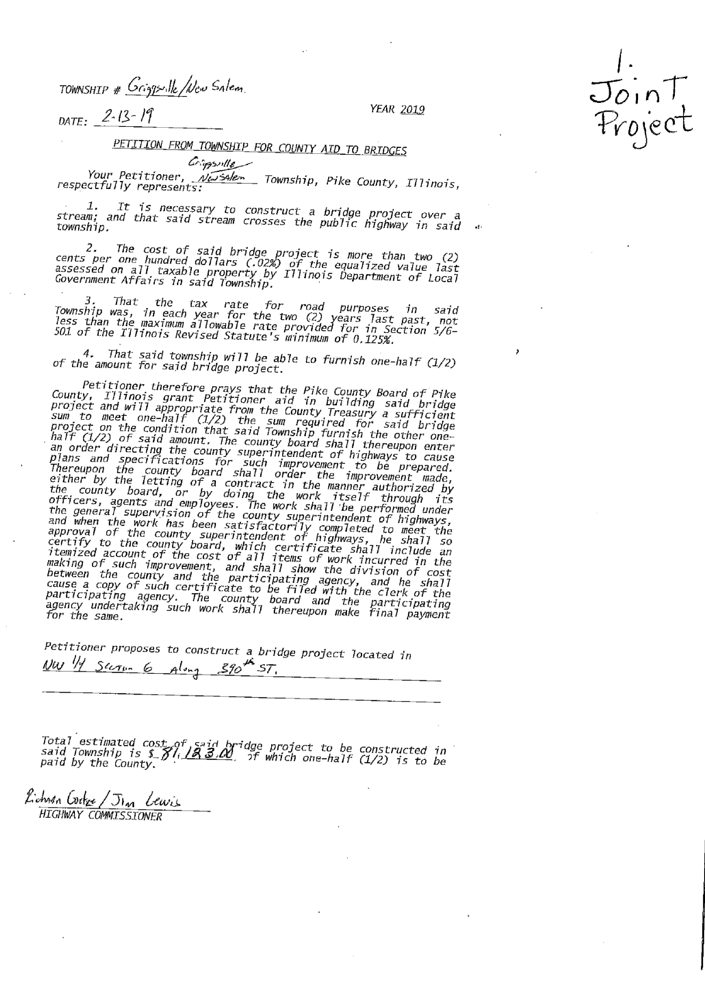 1.
Joint
Project
TOWNSHIP # Griggsville/New Salem.
YEAR 2019
DATE: 2-13-19
PETITION FROM TOWNSHIP FOR COUNTY AID TO BRIDGES
Griggsville
Your Petitioner, New Salem Township, Pike County, Illinois,
respectfully represents:
1. It is necessary to construct a bridge project over a
stream; and that said stream crosses the public highway in said
township.
2. The cost of said bridge project is more than two (2)
cents per one hundred dollars (.02%) of the equalized value last
assessed on all taxable property by Illinois Department of Local
Government Affairs in said Township.
3. That the tax rate for road purposes in said
Township was, in each year for the two (2) years last past, not
less than the maximum allowable rate provided for in Section 5/6-
501 of the Illinois Revised Statute's minimum of 0.125%.
4. That said township will be able to furnish one-half (1/2)
of the amount for said bridge project.
Petitioner therefore prays that the Pike County Board of Pike
County, Illinois grant Petitioner aid in building said bridge
project and will appropriate from the County Treasury a sufficient
sum to meet one-half (1/2) the sum required for said bridge
project on the condition that said Township furnish the other one-
half (1/2) of said amount. The county board shall thereupon enter
an order directing the county superintendent of highways to cause
plans and specifications for such improvement to be prepared.
Thereupon the county board shall order the improvement made,
either by the letting of a contract in the manner authorized by
the county board, or by doing the work itself through its
officers, agents and employees. The work shall be performed under
the general supervision of the county superintendent of highways,
and when the work has been satisfactorily completed to meet the
approval of the county superintendent of highways, he shall so
certify to the county board, which certificate shall include an
itemized account of the cost of all items of work incurred in the
making of such improvement, and shall show the division of cost
between the county and the participating agency, and he shall
cause a copy of such certificate to be filed with the clerk of the
participating agency. The county board and the participating
agency undertaking such work shall thereupon make final payment
for the same.
Petitioner proposes to construct a bridge project located in
NW 1/4 Section 6 Along 390th ST.
Total estimated cost of said bridge project to be constructed in
said Township is $ 81,123.00 of which one-half (1/2) is to be
paid by the County.
/ Jim Lewis
HIGHWAY COMMISSIONER